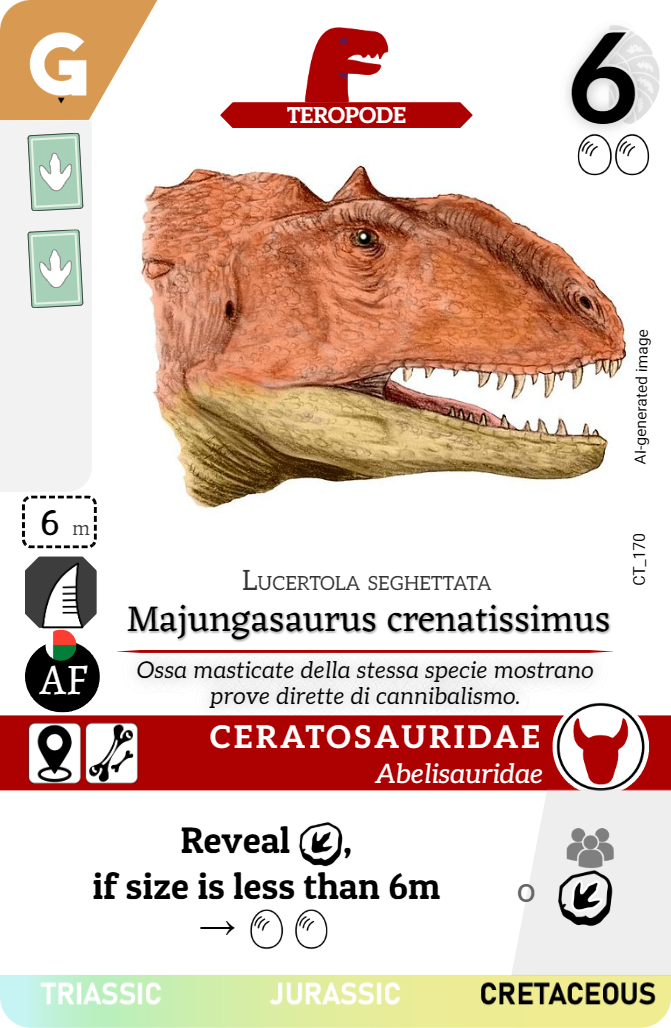 G
TEROPODE
6
AI-generated image
6 m
CT_170
LUCERTOLA SEGHETTATA
Majungasaurus crenatissimus
AF
Ossa masticate della stessa specie mostrano
prove dirette di cannibalismo.
CERATOSAURIDAE
Abelisauridae
Reveal ,
if size is less than 6m
→
o
TRIASSIC JURASSIC CRETACEOUS